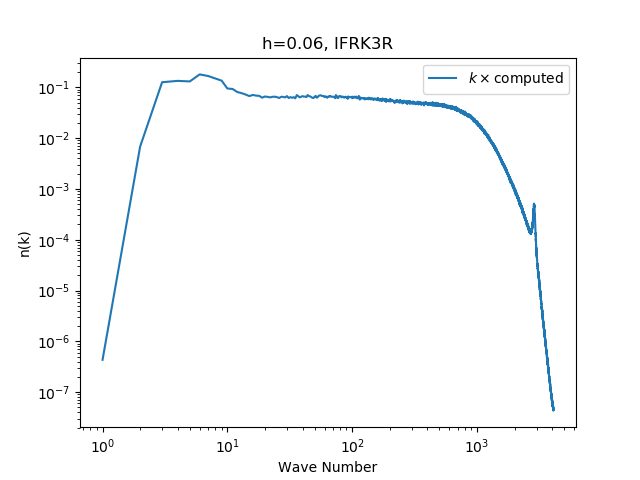 h=0.06, IFRK3R
k × computed
n(k)
10⁻¹
10⁻²
10⁻³
10⁻⁴
10⁻⁵
10⁻⁶
10⁻⁷
10⁰ 10¹ 10² 10³
Wave Number